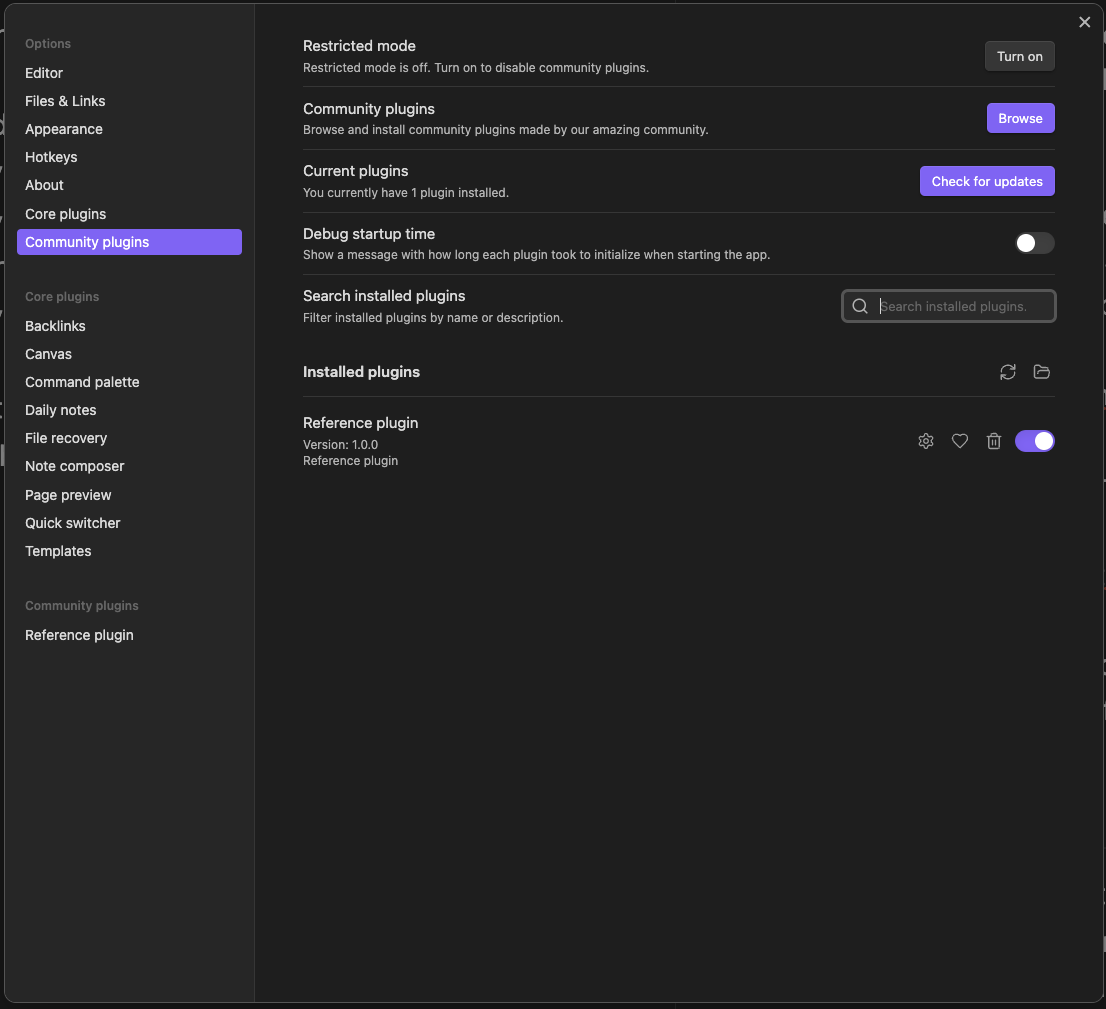 Options
Editor
Files & Links
Appearance
Hotkeys
About
Core plugins
Community plugins
Core plugins
Backlinks
Canvas
Command palette
Daily notes
File recovery
Note composer
Page preview
Quick switcher
Templates
Community plugins
Reference plugin
Restricted mode
Restricted mode is off. Turn on to disable community plugins.
Turn on
Community plugins
Browse and install community plugins made by our amazing community.
Browse
Current plugins
You currently have 1 plugin installed.
Check for updates
Debug startup time
Show a message with how long each plugin took to initialize when starting the app.
Search installed plugins
Filter installed plugins by name or description.
Search installed plugins.
Installed plugins
Reference plugin
Version: 1.0.0
Reference plugin